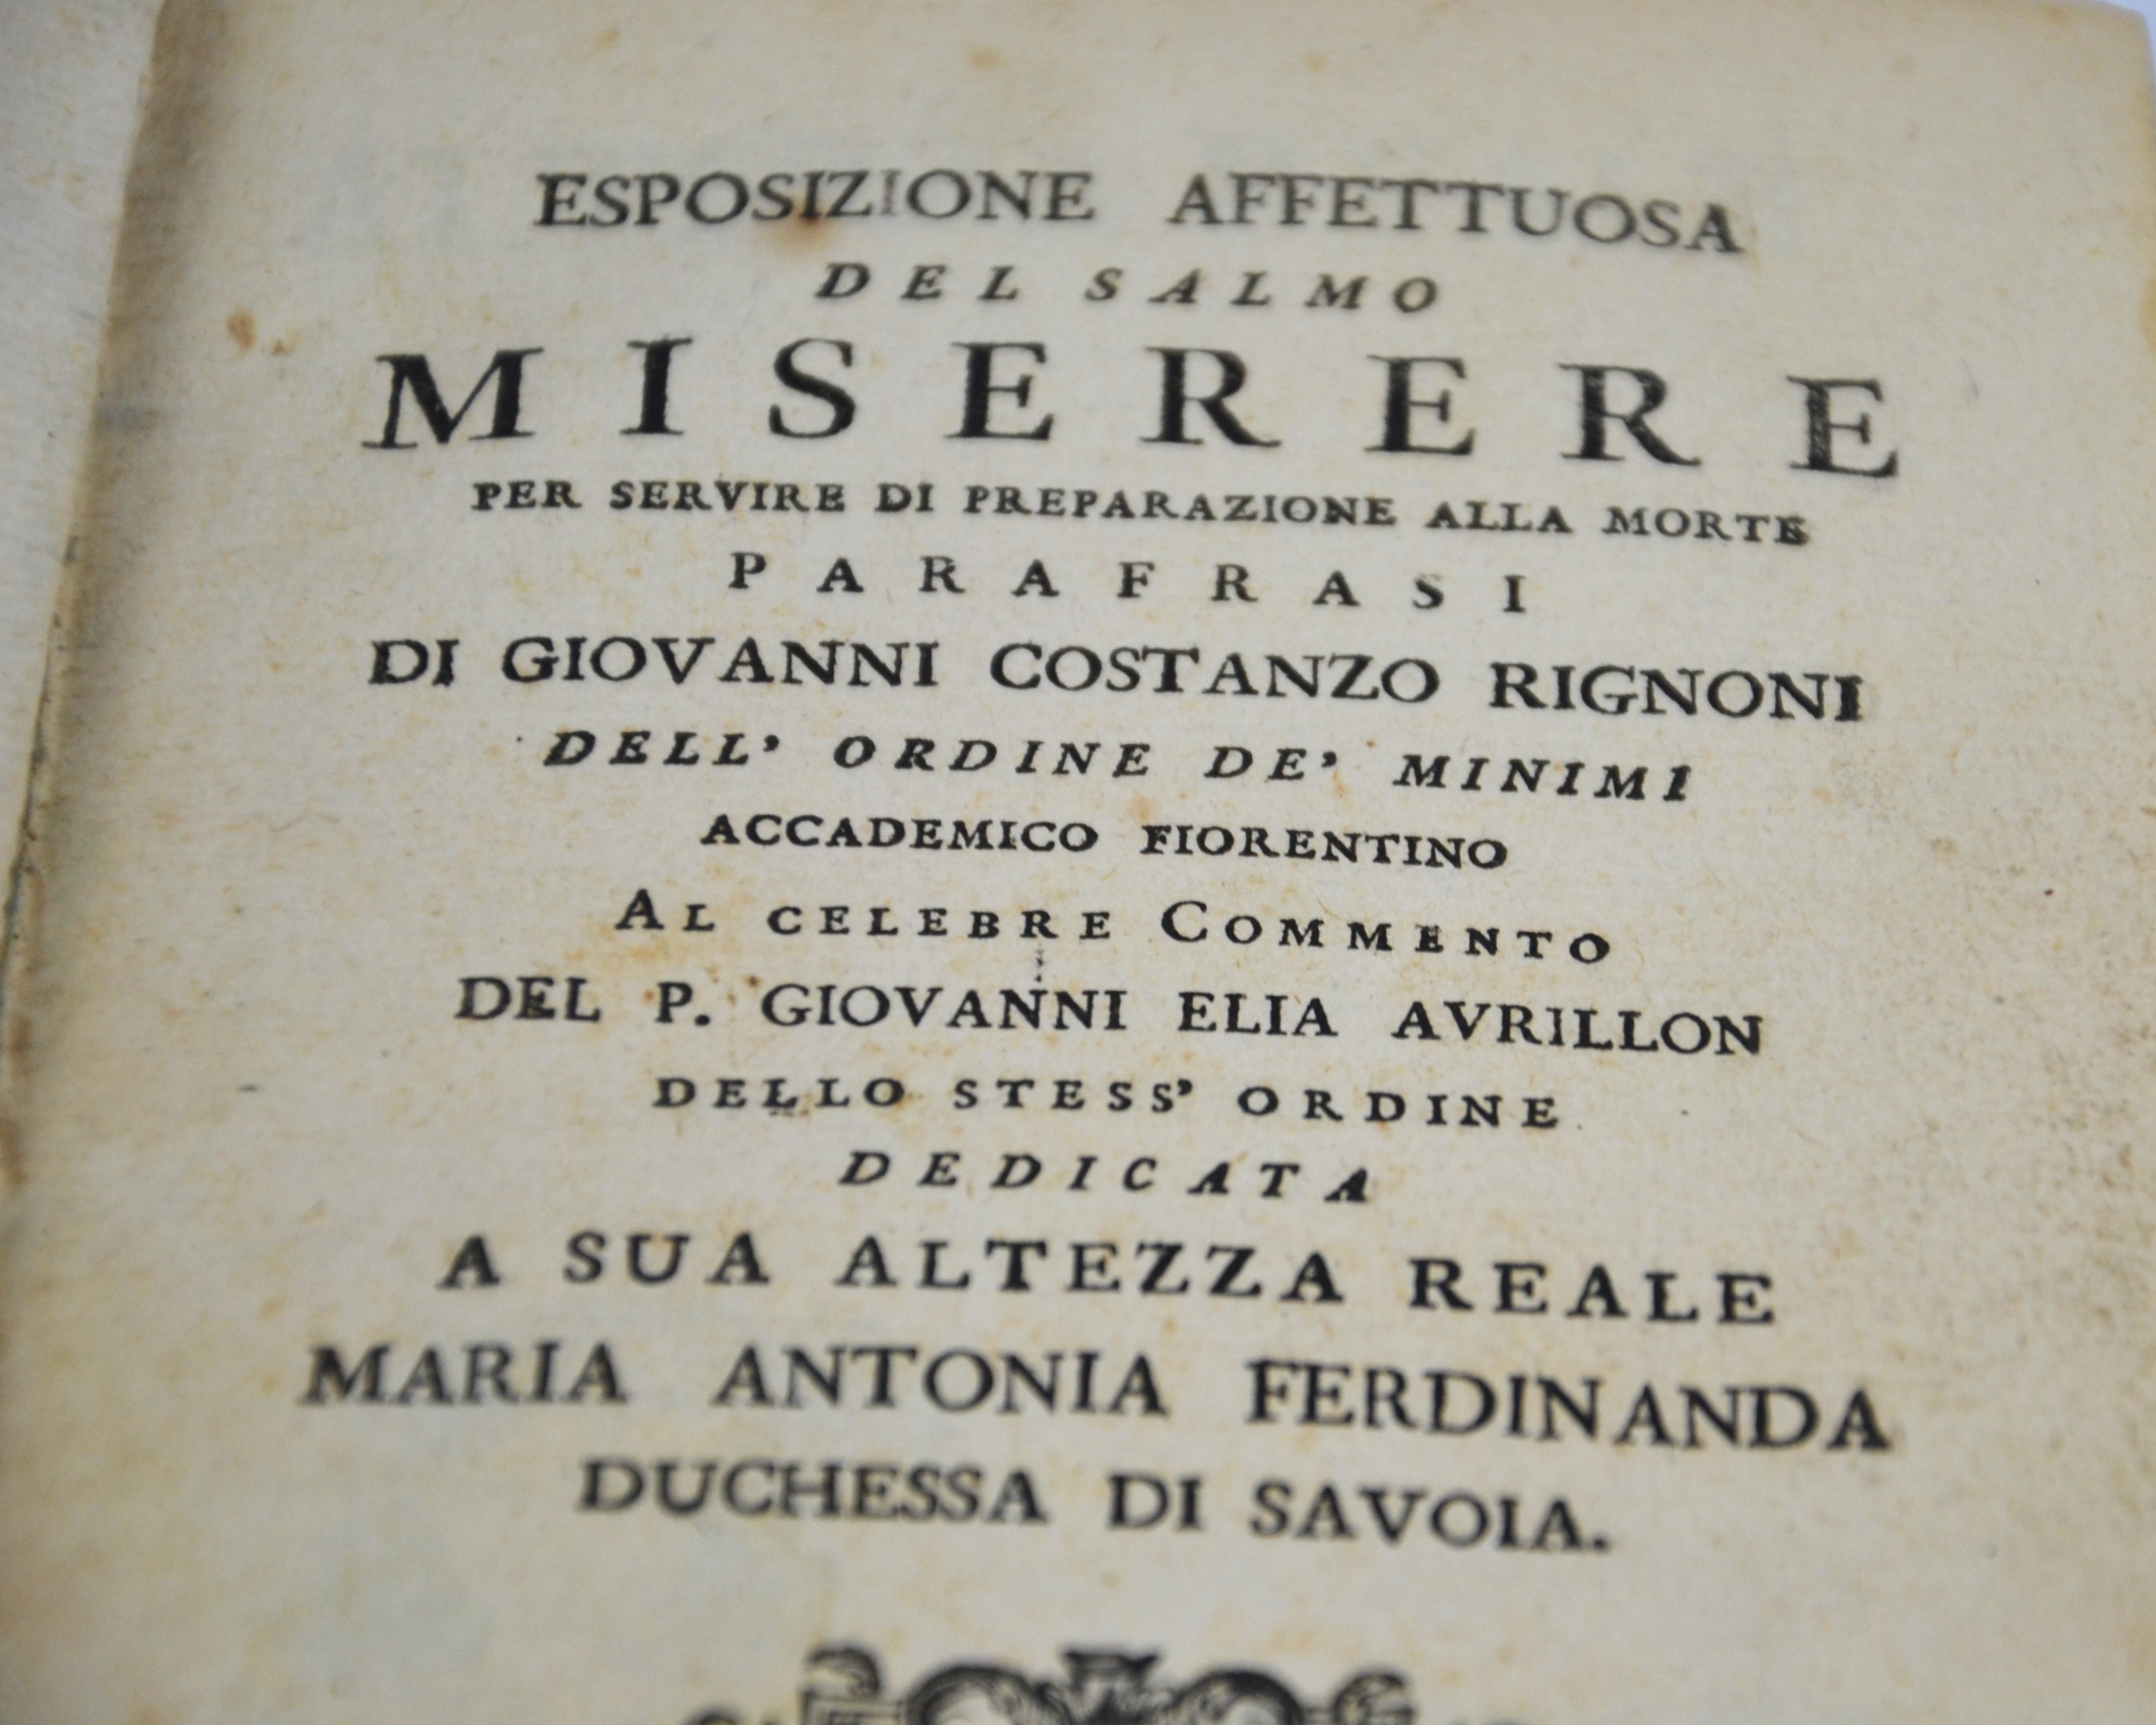 ESPOSIZIONE AFFETTUOSA
DEL SALMO
MISERERE
PER SERVIRE DI PREPARAZIONE ALLA MORTE
PARAFRASI
DI GIOVANNI COSTANZO RIGNONI
DELL' ORDINE DE' MINIMI
ACCADEMICO FIORENTINO
AL CELEBRE COMMENTO
DEL P. GIOVANNI ELIA AVRILLON
DELLO STESS' ORDINE
DEDICATA
A SUA ALTEZZA REALE
MARIA ANTONIA FERDINANDA
DUCHESSA DI SAVOIA.